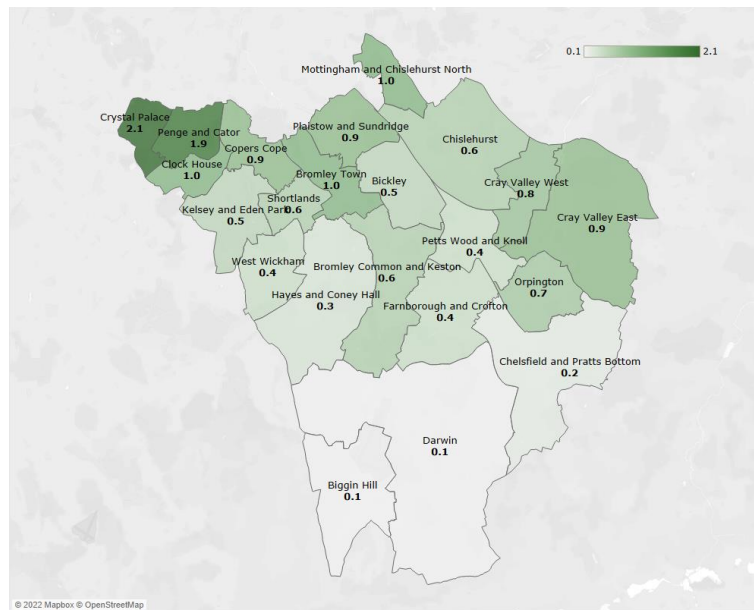 0.1 2.1
Mottingham and Chislehurst North
1.0
Crystal Palace
2.1
Penge and Cator
1.9
Plaistow and Sundridge
0.9
Chislehurst
0.6
Copers Cope
0.9
Clock House
1.0
Bromley Town
1.0
Bickley
0.5
Cray Valley West
0.8
Shortlands
0.6
Kelsey and Eden Park
0.5
Cray Valley East
0.9
Petts Wood and Knoll
0.4
West Wickham
0.4
Bromley Common and Keston
0.6
Orpington
0.7
Hayes and Coney Hall
0.3
Farnborough and Crofton
0.4
Chelsfield and Pratts Bottom
0.2
Darwin
0.1
Biggin Hill
0.1
© 2022 Mapbox © OpenStreetMap